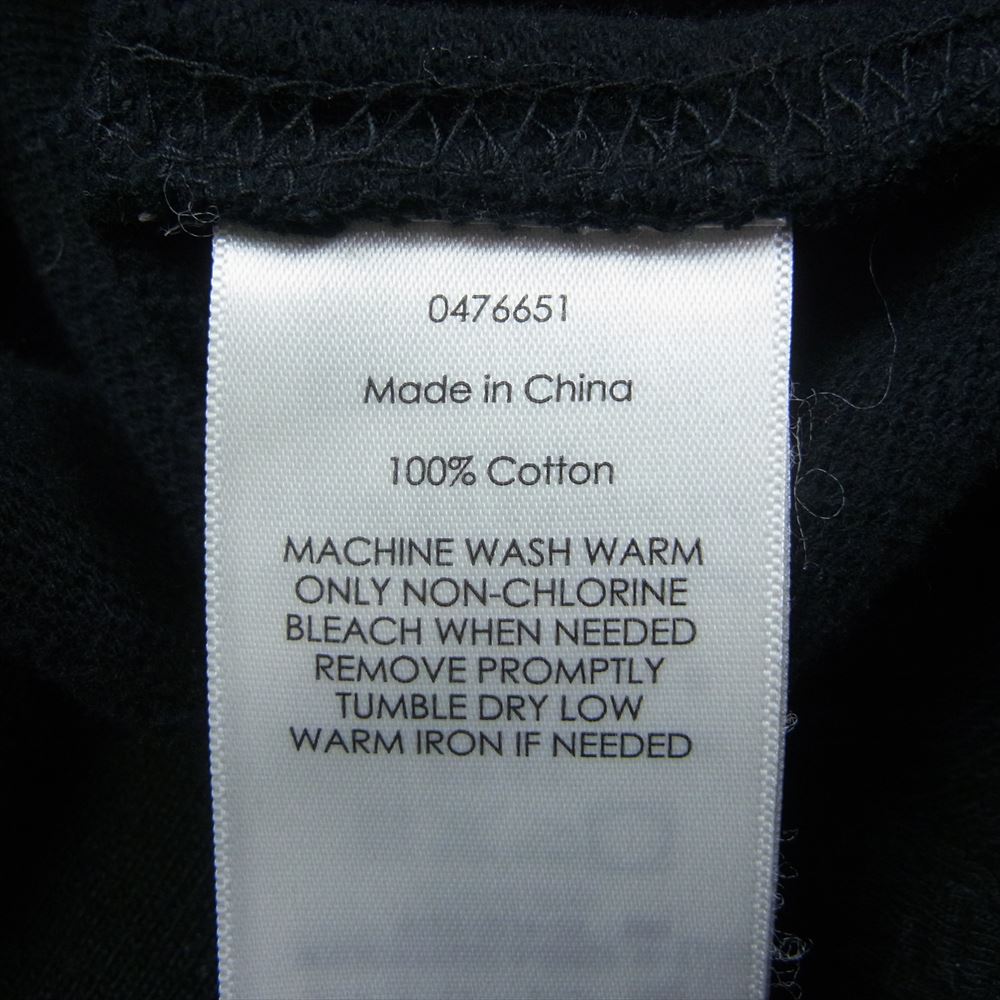 0476651
Made in China
100% Cotton
MACHINE WASH WARM
ONLY NON-CHLORINE
BLEACH WHEN NEEDED
REMOVE PROMPTLY
TUMBLE DRY LOW
WARM IRON IF NEEDED